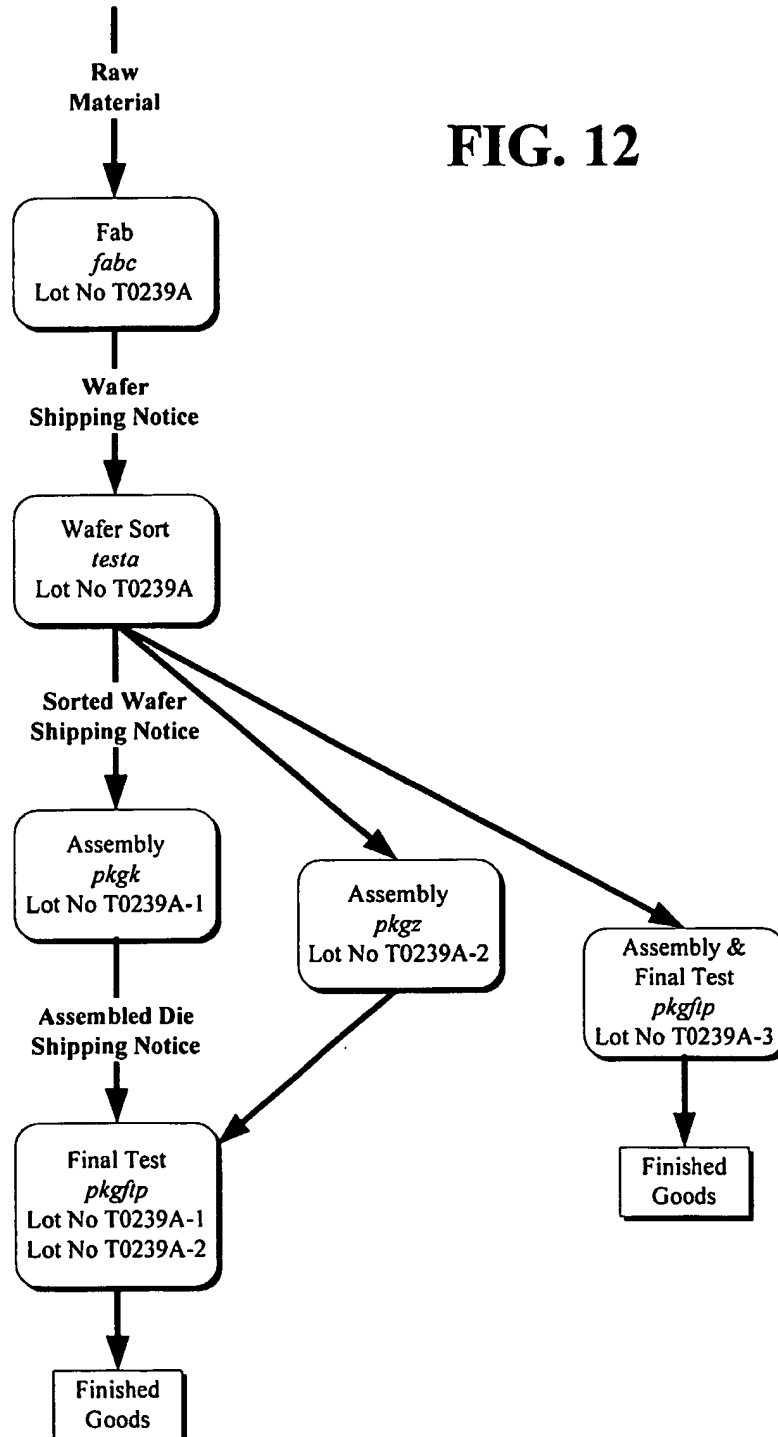 Raw
Material
FIG. 12
Fab
fabc
Lot No T0239A
Wafer
Shipping Notice
Wafer Sort
testa
Lot No T0239A
Sorted Wafer
Shipping Notice
Assembly
pkgk
Lot No T0239A-1
Assembly
pkgz
Lot No T0239A-2
Assembly &
Final Test
pkgftp
Lot No T0239A-3
Assembled Die
Shipping Notice
Final Test
pkgftp
Lot No T0239A-1
Lot No T0239A-2
Finished
Goods
Finished
Goods